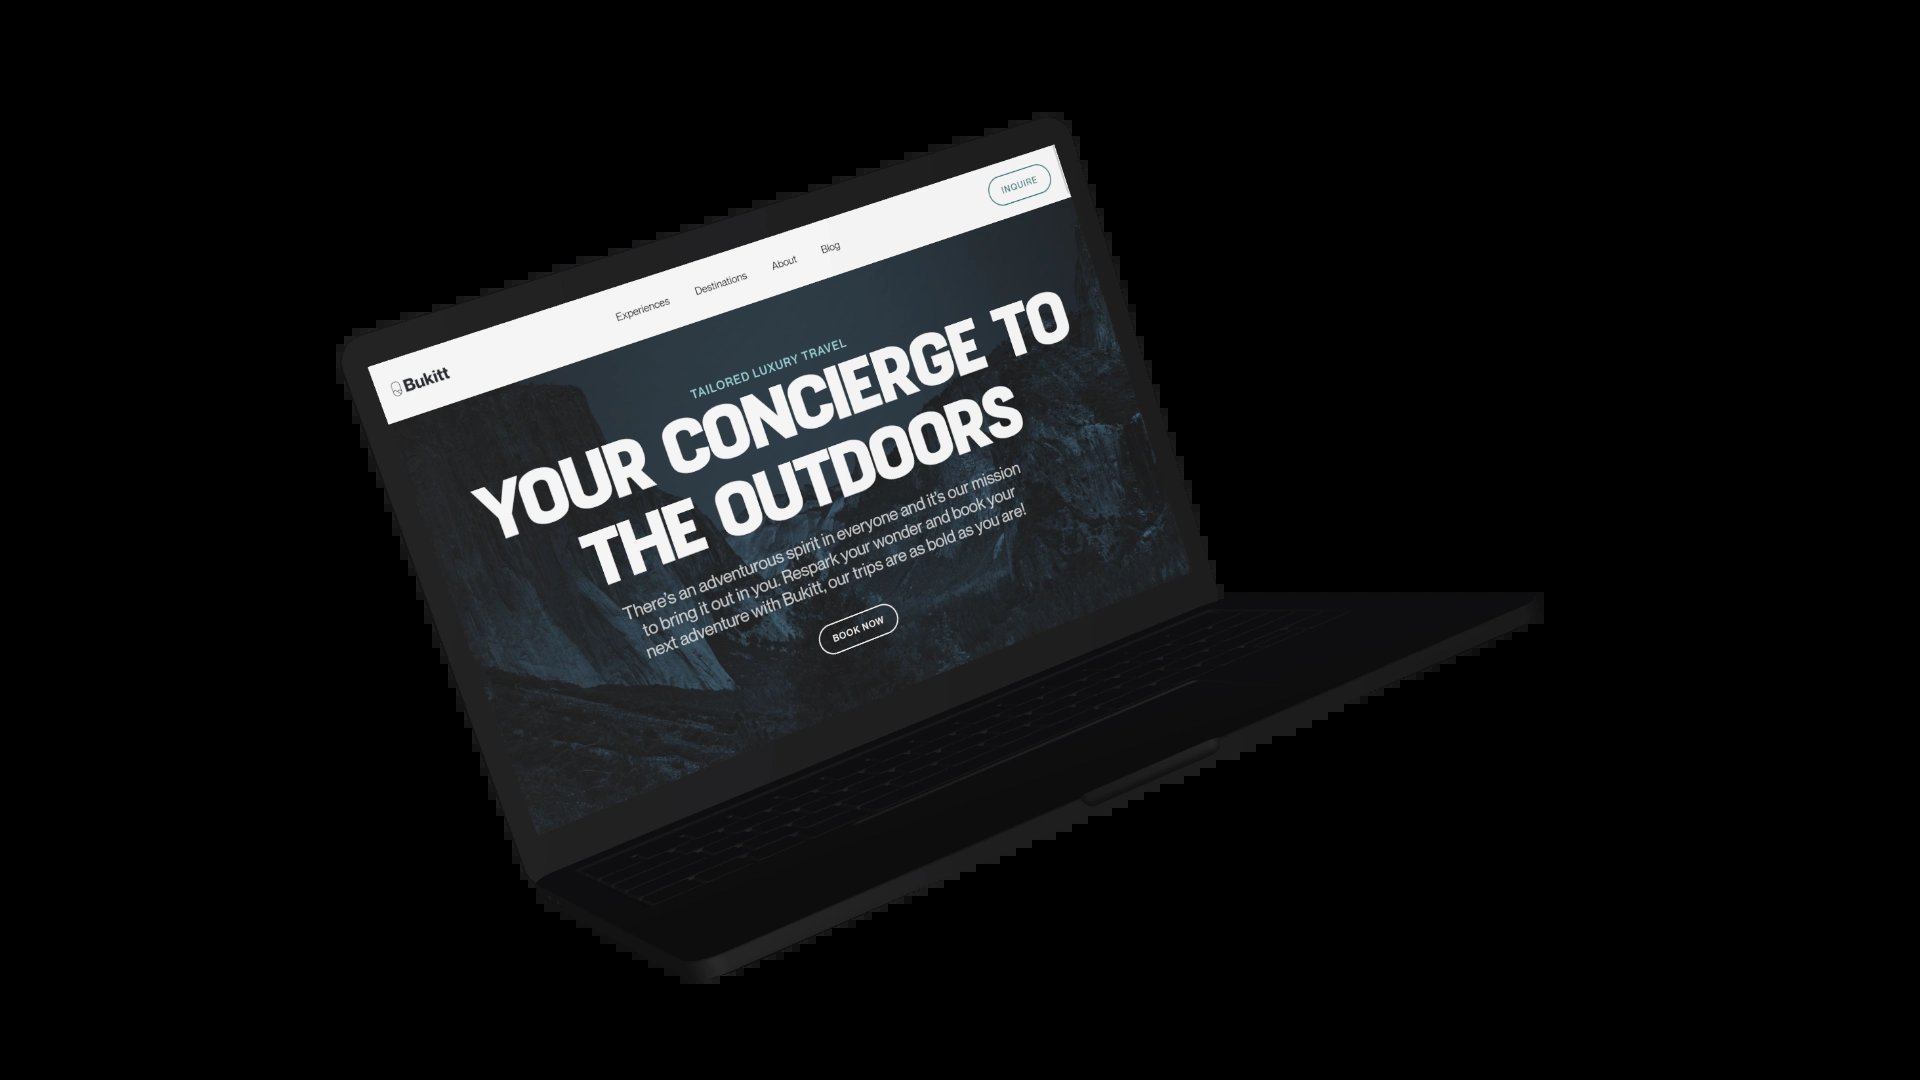 Bukitt
Experiences
Destinations
About
Blog
INQUIRE
TAILORED LUXURY TRAVEL
YOUR CONCIERGE TO
THE OUTDOORS
There's an adventurous spirit in everyone and it's our mission
to bring it out in you. Respark your wonder and book your
next adventure with Bukitt, our trips are as bold as you are!
BOOK NOW